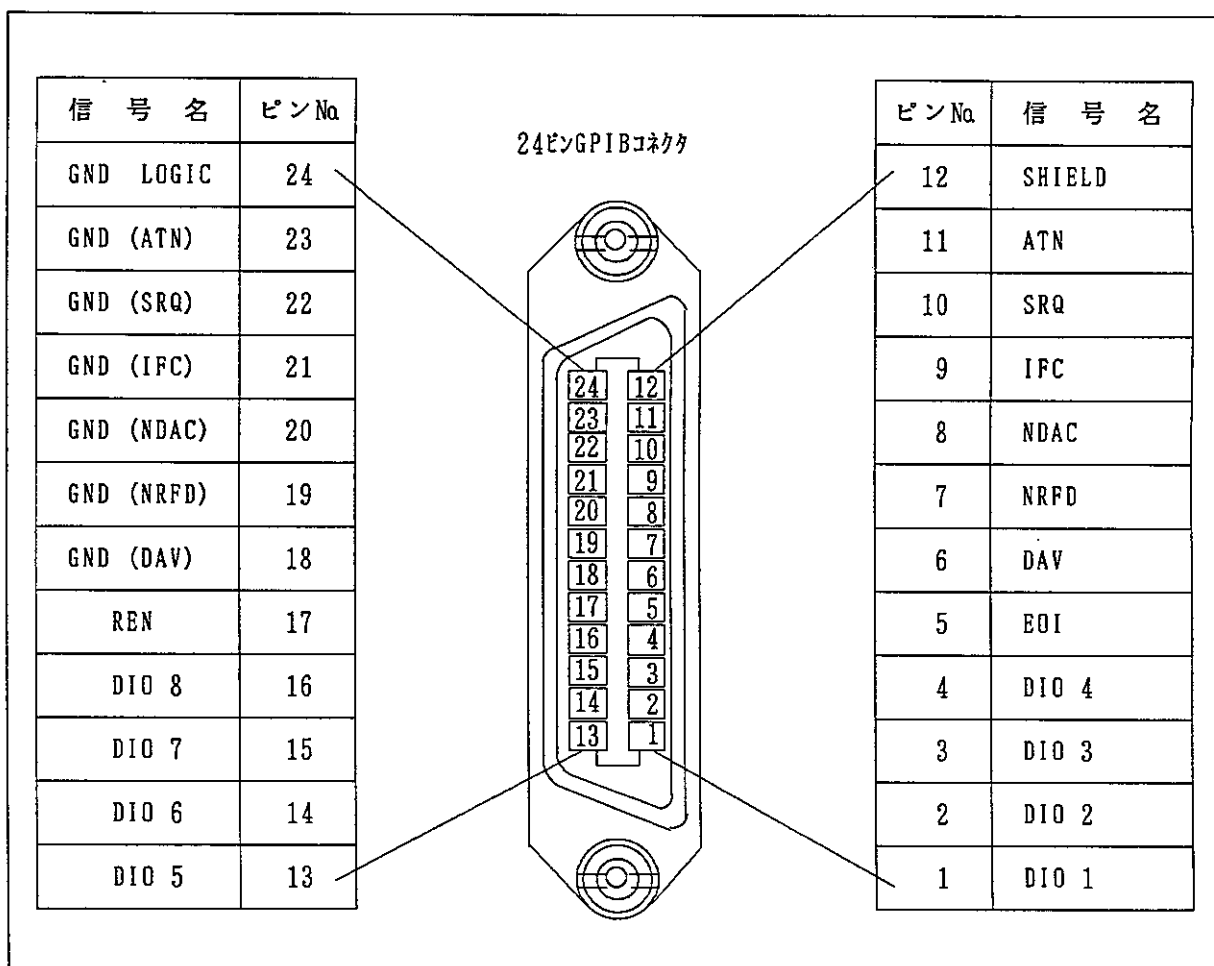 信 号 名 ピンNo.
GND LOGIC 24
GND (ATN) 23
GND (SRQ) 22
GND (IFC) 21
GND (NDAC) 20
GND (NRFD) 19
GND (DAV) 18
REN 17
DIO 8 16
DIO 7 15
DIO 6 14
DIO 5 13
24ピンGPIBコネクタ
24 12
23 11
22 10
21 9
20 8
19 7
18 6
17 5
16 4
15 3
14 2
13 1
ピンNo. 信 号 名
12 SHIELD
11 ATN
10 SRQ
9 IFC
8 NDAC
7 NRFD
6 DAV
5 EOI
4 DIO 4
3 DIO 3
2 DIO 2
1 DIO 1